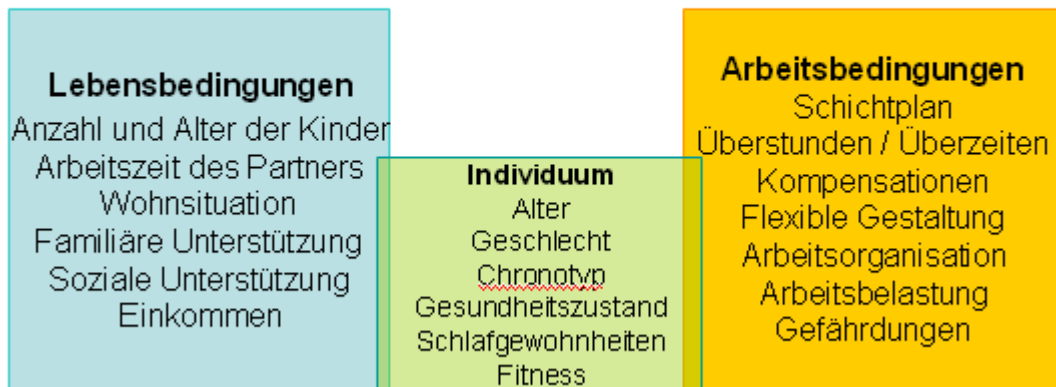 Lebensbedingungen
Anzahl und Alter der Kinder
Arbeitszeit des Partners
Wohnsituation
Familiäre Unterstützung
Soziale Unterstützung
Einkommen
Individuum
Alter
Geschlecht
Chronotyp
Gesundheitszustand
Schlafgewohnheiten
Fitness
Arbeitsbedingungen
Schichtplan
Überstunden / Überzeiten
Kompensationen
Flexible Gestaltung
Arbeitsorganisation
Arbeitsbelastung
Gefährdungen